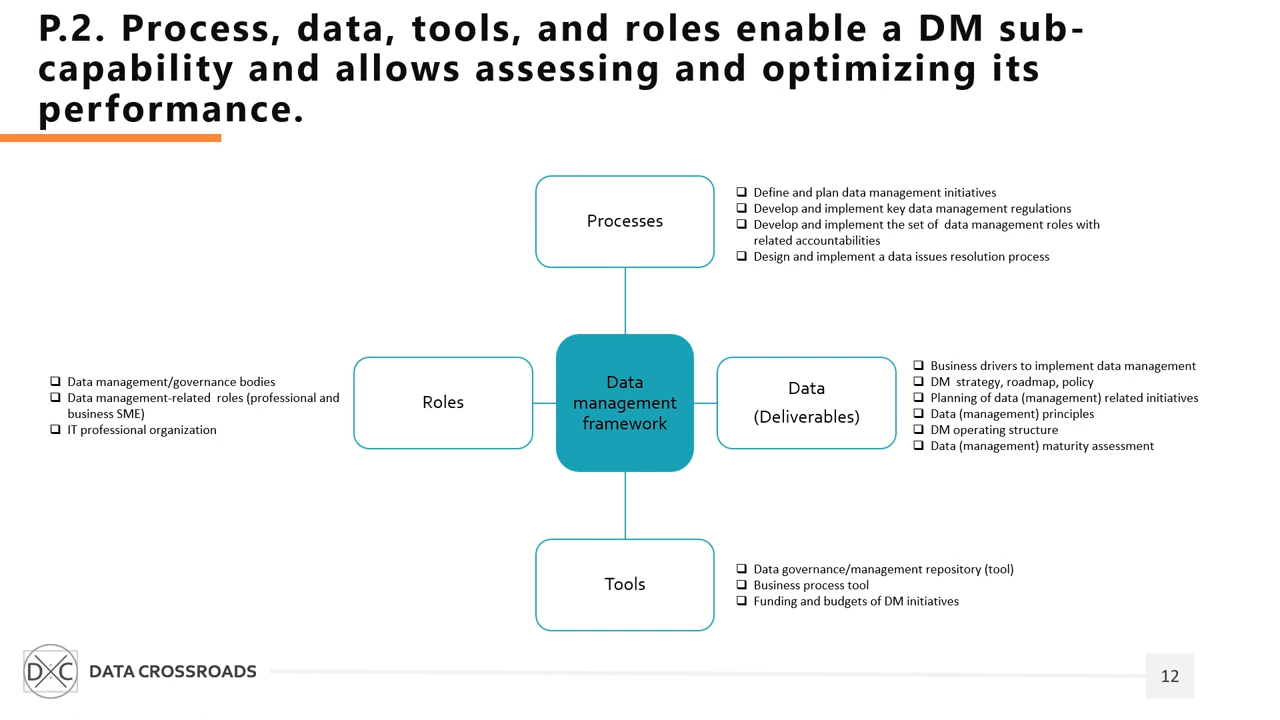 P.2. Process, data, tools, and roles enable a DM sub-
capability and allows assessing and optimizing its
performance.
Processes
❑ Define and plan data management initiatives
❑ Develop and implement key data management regulations
❑ Develop and implement the set of  data management roles with
related accountabilities
❑ Design and implement a data issues resolution process
❑ Data management/governance bodies
❑ Data management-related  roles (professional and
business SME)
❑ IT professional organization
Roles
Data
management
framework
Data
(Deliverables)
❑ Business drivers to implement data management
❑ DM  strategy, roadmap, policy
❑ Planning of data (management) related initiatives
❑ Data (management) principles
❑ DM operating structure
❑ Data (management) maturity assessment
Tools
❑ Data governance/management repository (tool)
❑ Business process tool
❑ Funding and budgets of DM initiatives
DXC
DATA CROSSROADS
12